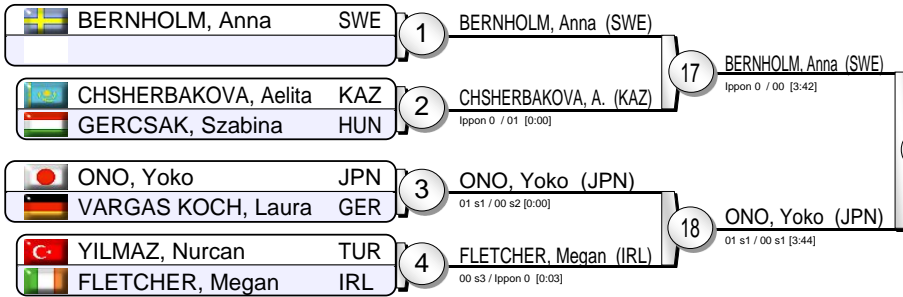 BERNHOLM, Anna SWE
1
BERNHOLM, Anna (SWE)
17
BERNHOLM, Anna (SWE)
Ippon 0 / 00 [3:42]
CHSHERBAKOVA, Aelita KAZ
GERCSAK, Szabina HUN
2
CHSHERBAKOVA, A. (KAZ)
Ippon 0 / 01 [0:00]
ONO, Yoko JPN
VARGAS KOCH, Laura GER
3
ONO, Yoko (JPN)
01 s1 / 00 s2 [0:00]
18
ONO, Yoko (JPN)
01 s1 / 00 s1 [3:44]
YILMAZ, Nurcan TUR
FLETCHER, Megan IRL
4
FLETCHER, Megan (IRL)
00 s3 / Ippon 0 [0:03]